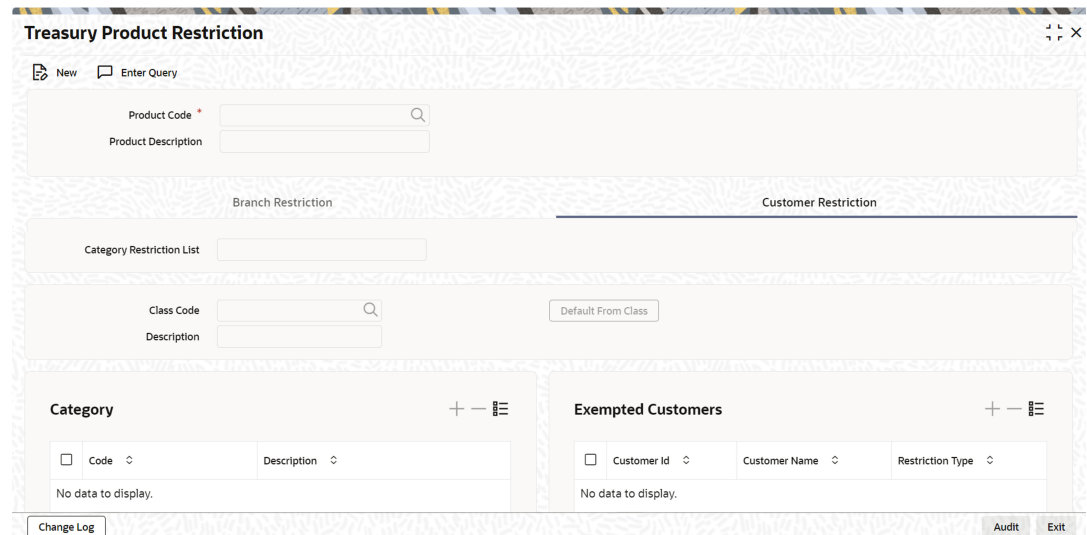 Treasury Product Restriction
New Enter Query
Product Code *
Product Description
Branch Restriction Customer Restriction
Category Restriction List
Class Code Default From Class
Description
Category Exempted Customers
Code Description Customer Id Customer Name Restriction Type
No data to display. No data to display.
Change Log Audit Exit